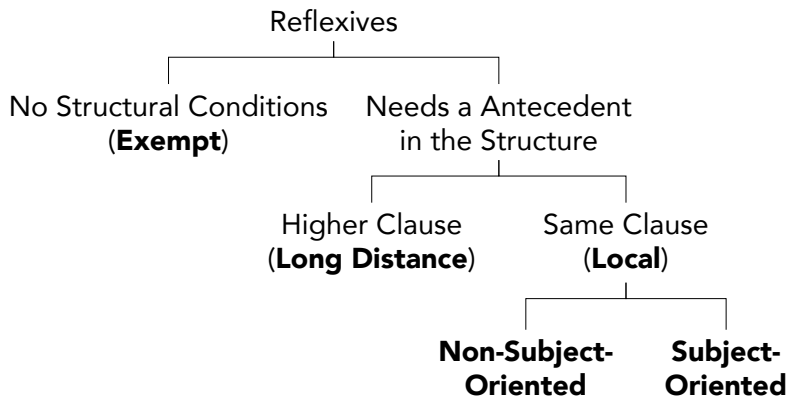 Reflexives
No Structural Conditions
(Exempt)
Needs a Antecedent
in the Structure
Higher Clause
(Long Distance)
Same Clause
(Local)
Non-Subject-
Oriented
Subject-
Oriented